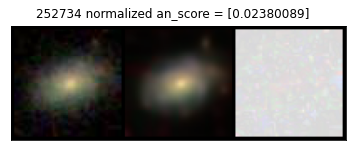 252734 normalized an_score = [0.02380089]